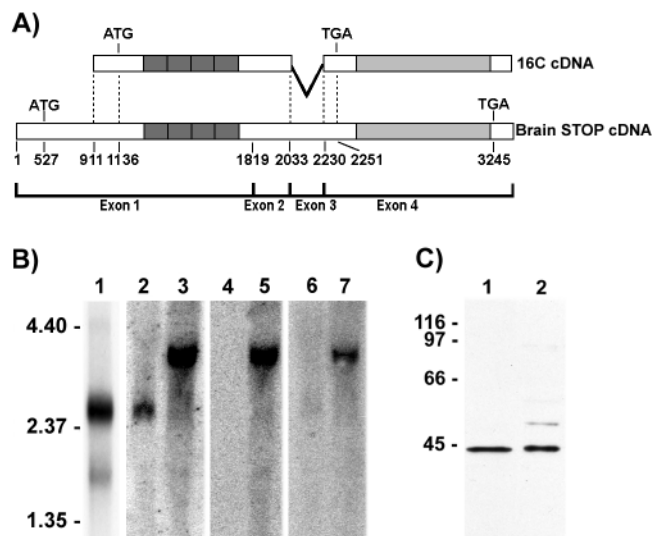 A)
ATG TGA
16C cDNA
ATG TGA
Brain STOP cDNA
1 527 911 1136 1819 2033 2230 2251 3245
Exon 1 Exon 2 Exon 3 Exon 4
B) C)
1 2 3 4 5 6 7 1 2
4.40 -
2.37 -
1.35 -
116 -
97 -
66 -
45 -